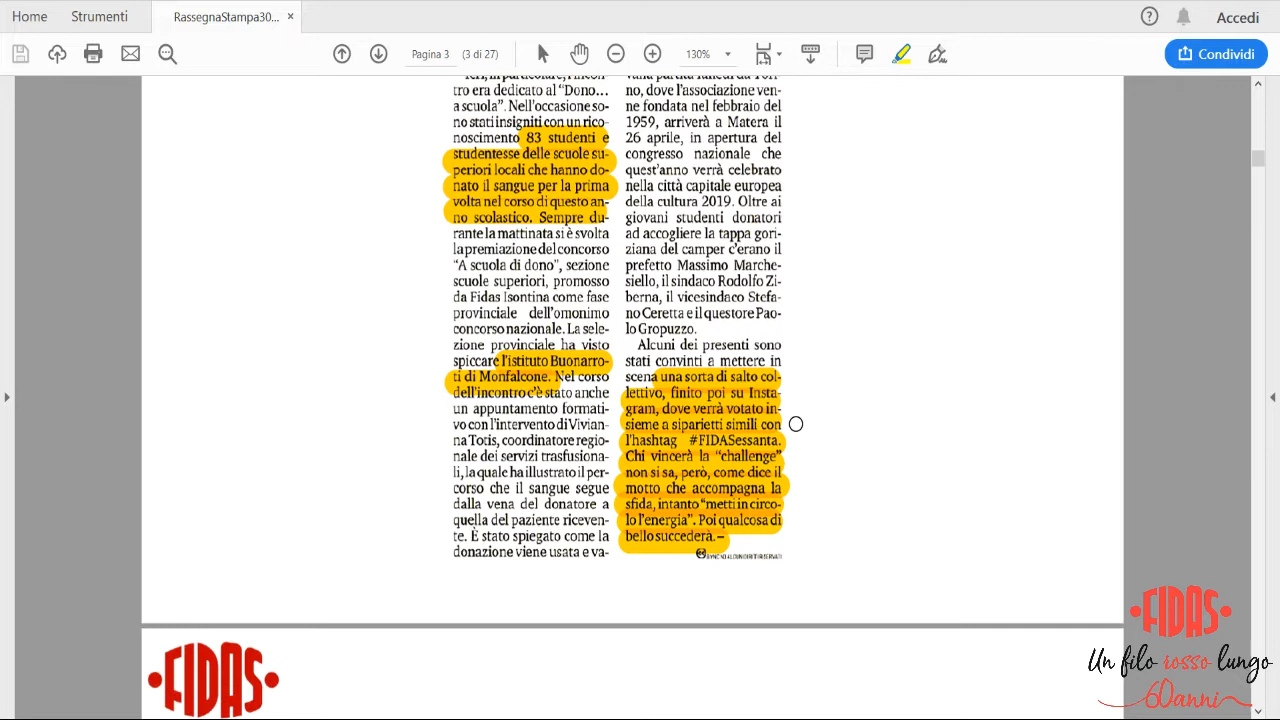 Home
Strumenti
RassegnaStampa30...
×
Accedi
Pagina 3
(3 di 27)
130%
Condividi
tro era dedicato al “Dono...
a scuola”. Nell’occasione so-
no stati insigniti con un rico-
noscimento 83 studenti e
studentesse delle scuole su-
periori locali che hanno do-
nato il sangue per la prima
volta nel corso di questo an-
no scolastico. Sempre du-
rante la mattinata si è svolta
la premiazione del concorso
“A scuola di dono”, sezione
scuole superiori, promosso
da Fidas Isontina come fase
provinciale dell’omonimo
concorso nazionale. La sele-
zione provinciale ha visto
spiccare l’istituto Buonarro-
ti di Monfalcone. Nel corso
dell’incontro c’è stato anche
un appuntamento formati-
vo con l’intervento di Vivian-
na Totis, coordinatore regio-
nale dei servizi trasfusiona-
li, la quale ha illustrato il per-
corso che il sangue segue
dalla vena del donatore a
quella del paziente riceven-
te. È stato spiegato come la
donazione viene usata e va-
no, dove l’associazione ven-
ne fondata nel febbraio del
1959, arriverà a Matera il
26 aprile, in apertura del
congresso nazionale che
quest’anno verrà celebrato
nella città capitale europea
della cultura 2019. Oltre ai
giovani studenti donatori
ad accogliere la tappa gori-
ziana del camper c’erano il
prefetto Massimo Marche-
siello, il sindaco Rodolfo Zi-
berna, il vicesindaco Stefa-
no Ceretta e il questore Pao-
lo Gropuzzo.
Alcuni dei presenti sono
stati convinti a mettere in
scena una sorta di salto col-
lettivo, finito poi su Insta-
gram, dove verrà votato in-
sieme a siparietti simili con
l’hashtag #FIDASessanta.
Chi vincerà la “challenge”
non si sa, però, come dice il
motto che accompagna la
sfida, intanto “metti in circo-
lo l’energia”. Poi qualcosa di
bello succederà. –
BY NC ND ALCUNI DIRITTI RISERVATI
FIDAS
FIDAS
Un filo rosso lungo
60anni